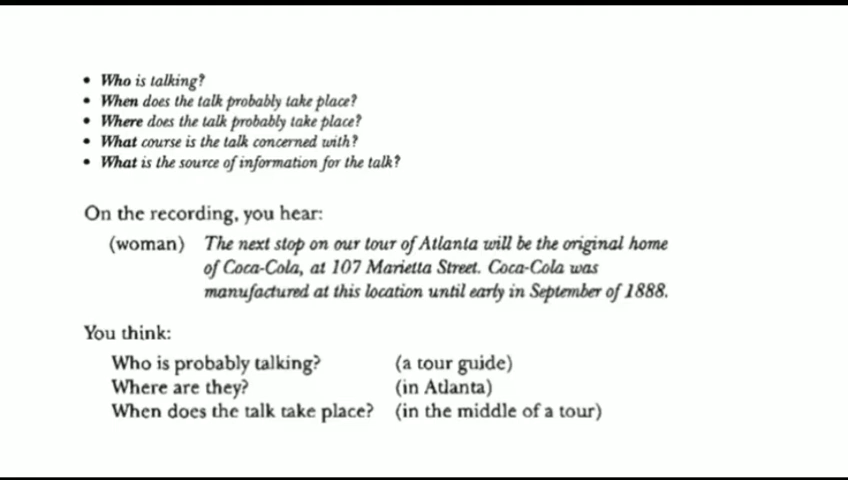 • Who is talking?
• When does the talk probably take place?
• Where does the talk probably take place?
• What course is the talk concerned with?
• What is the source of information for the talk?
On the recording, you hear:
(woman) The next stop on our tour of Atlanta will be the original home
of Coca-Cola, at 107 Marietta Street. Coca-Cola was
manufactured at this location until early in September of 1888.
You think:
Who is probably talking? (a tour guide)
Where are they? (in Atlanta)
When does the talk take place? (in the middle of a tour)